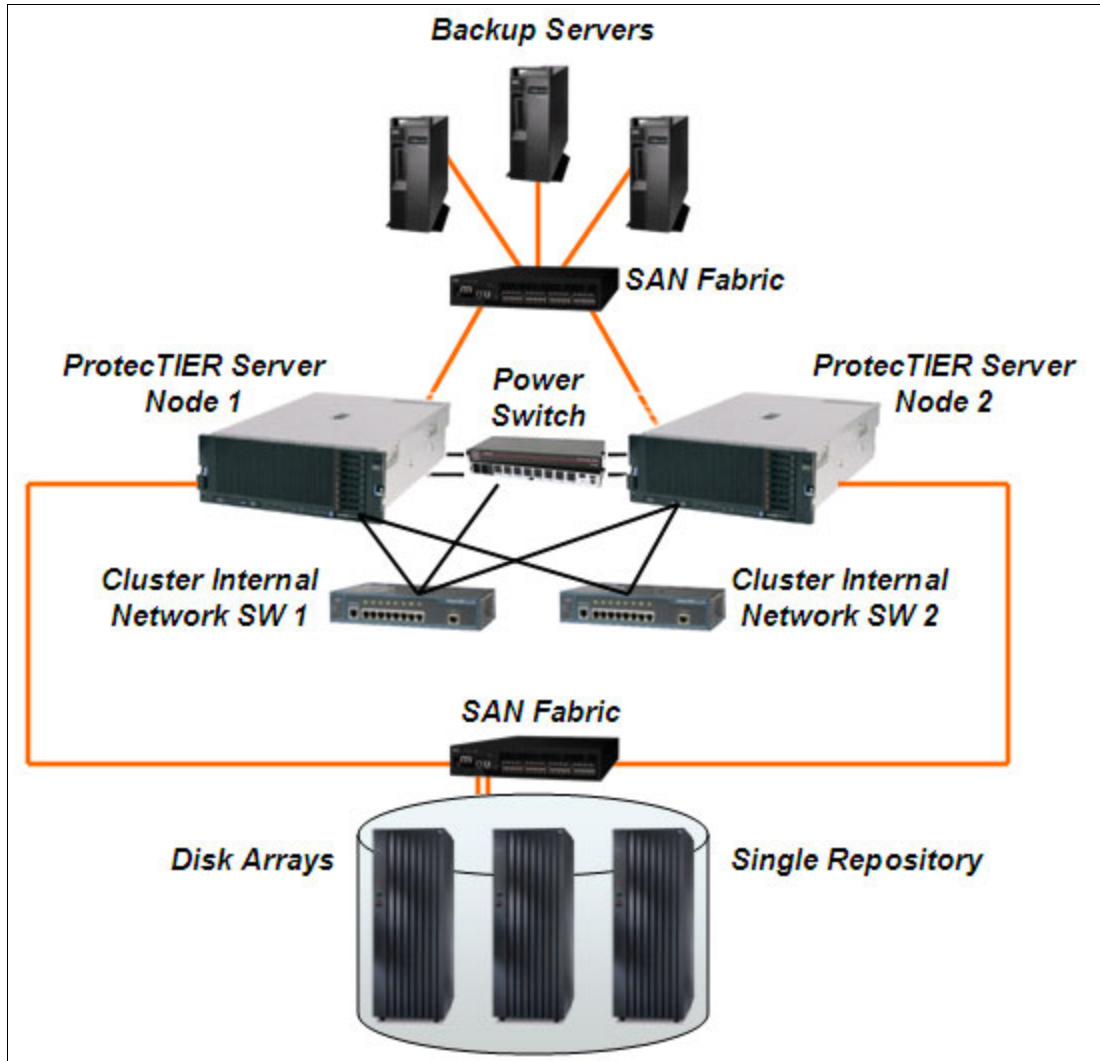 Backup Servers
SAN Fabric
ProtecTIER Server
Node 1
Power
Switch
ProtecTIER Server
Node 2
Cluster Internal
Network SW 1
Cluster Internal
Network SW 2
SAN Fabric
Disk Arrays
Single Repository